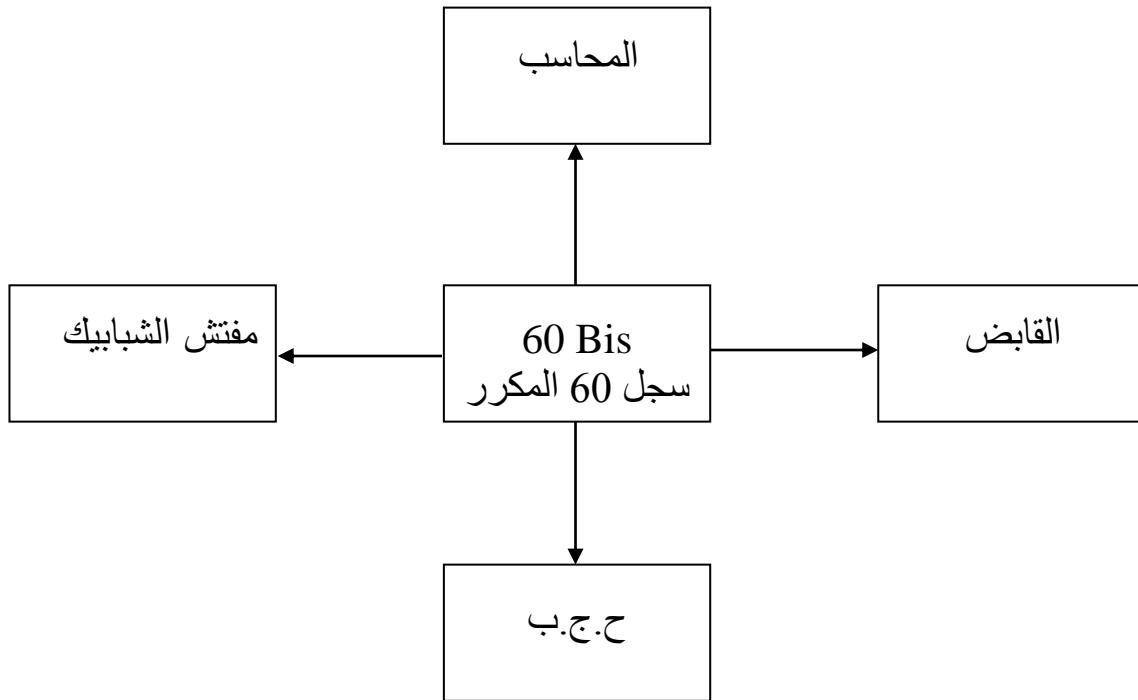 المحاسب
القابض
60 Bis
سجل 60 المكرر
مفتش الشبابيك
ح.ج.ب